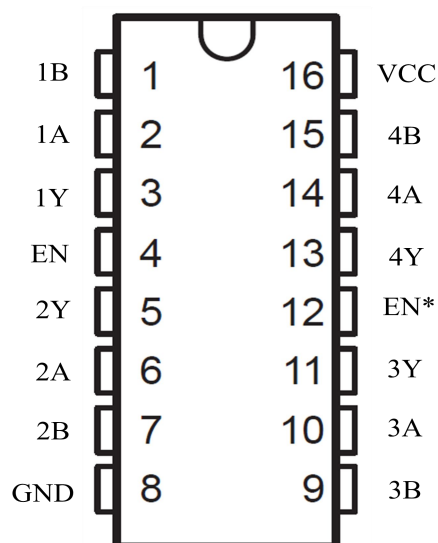 1B 1 16 VCC
1A 2 15 4B
1Y 3 14 4A
EN 4 13 4Y
2Y 5 12 EN*
2A 6 11 3Y
2B 7 10 3A
GND 8 9 3B